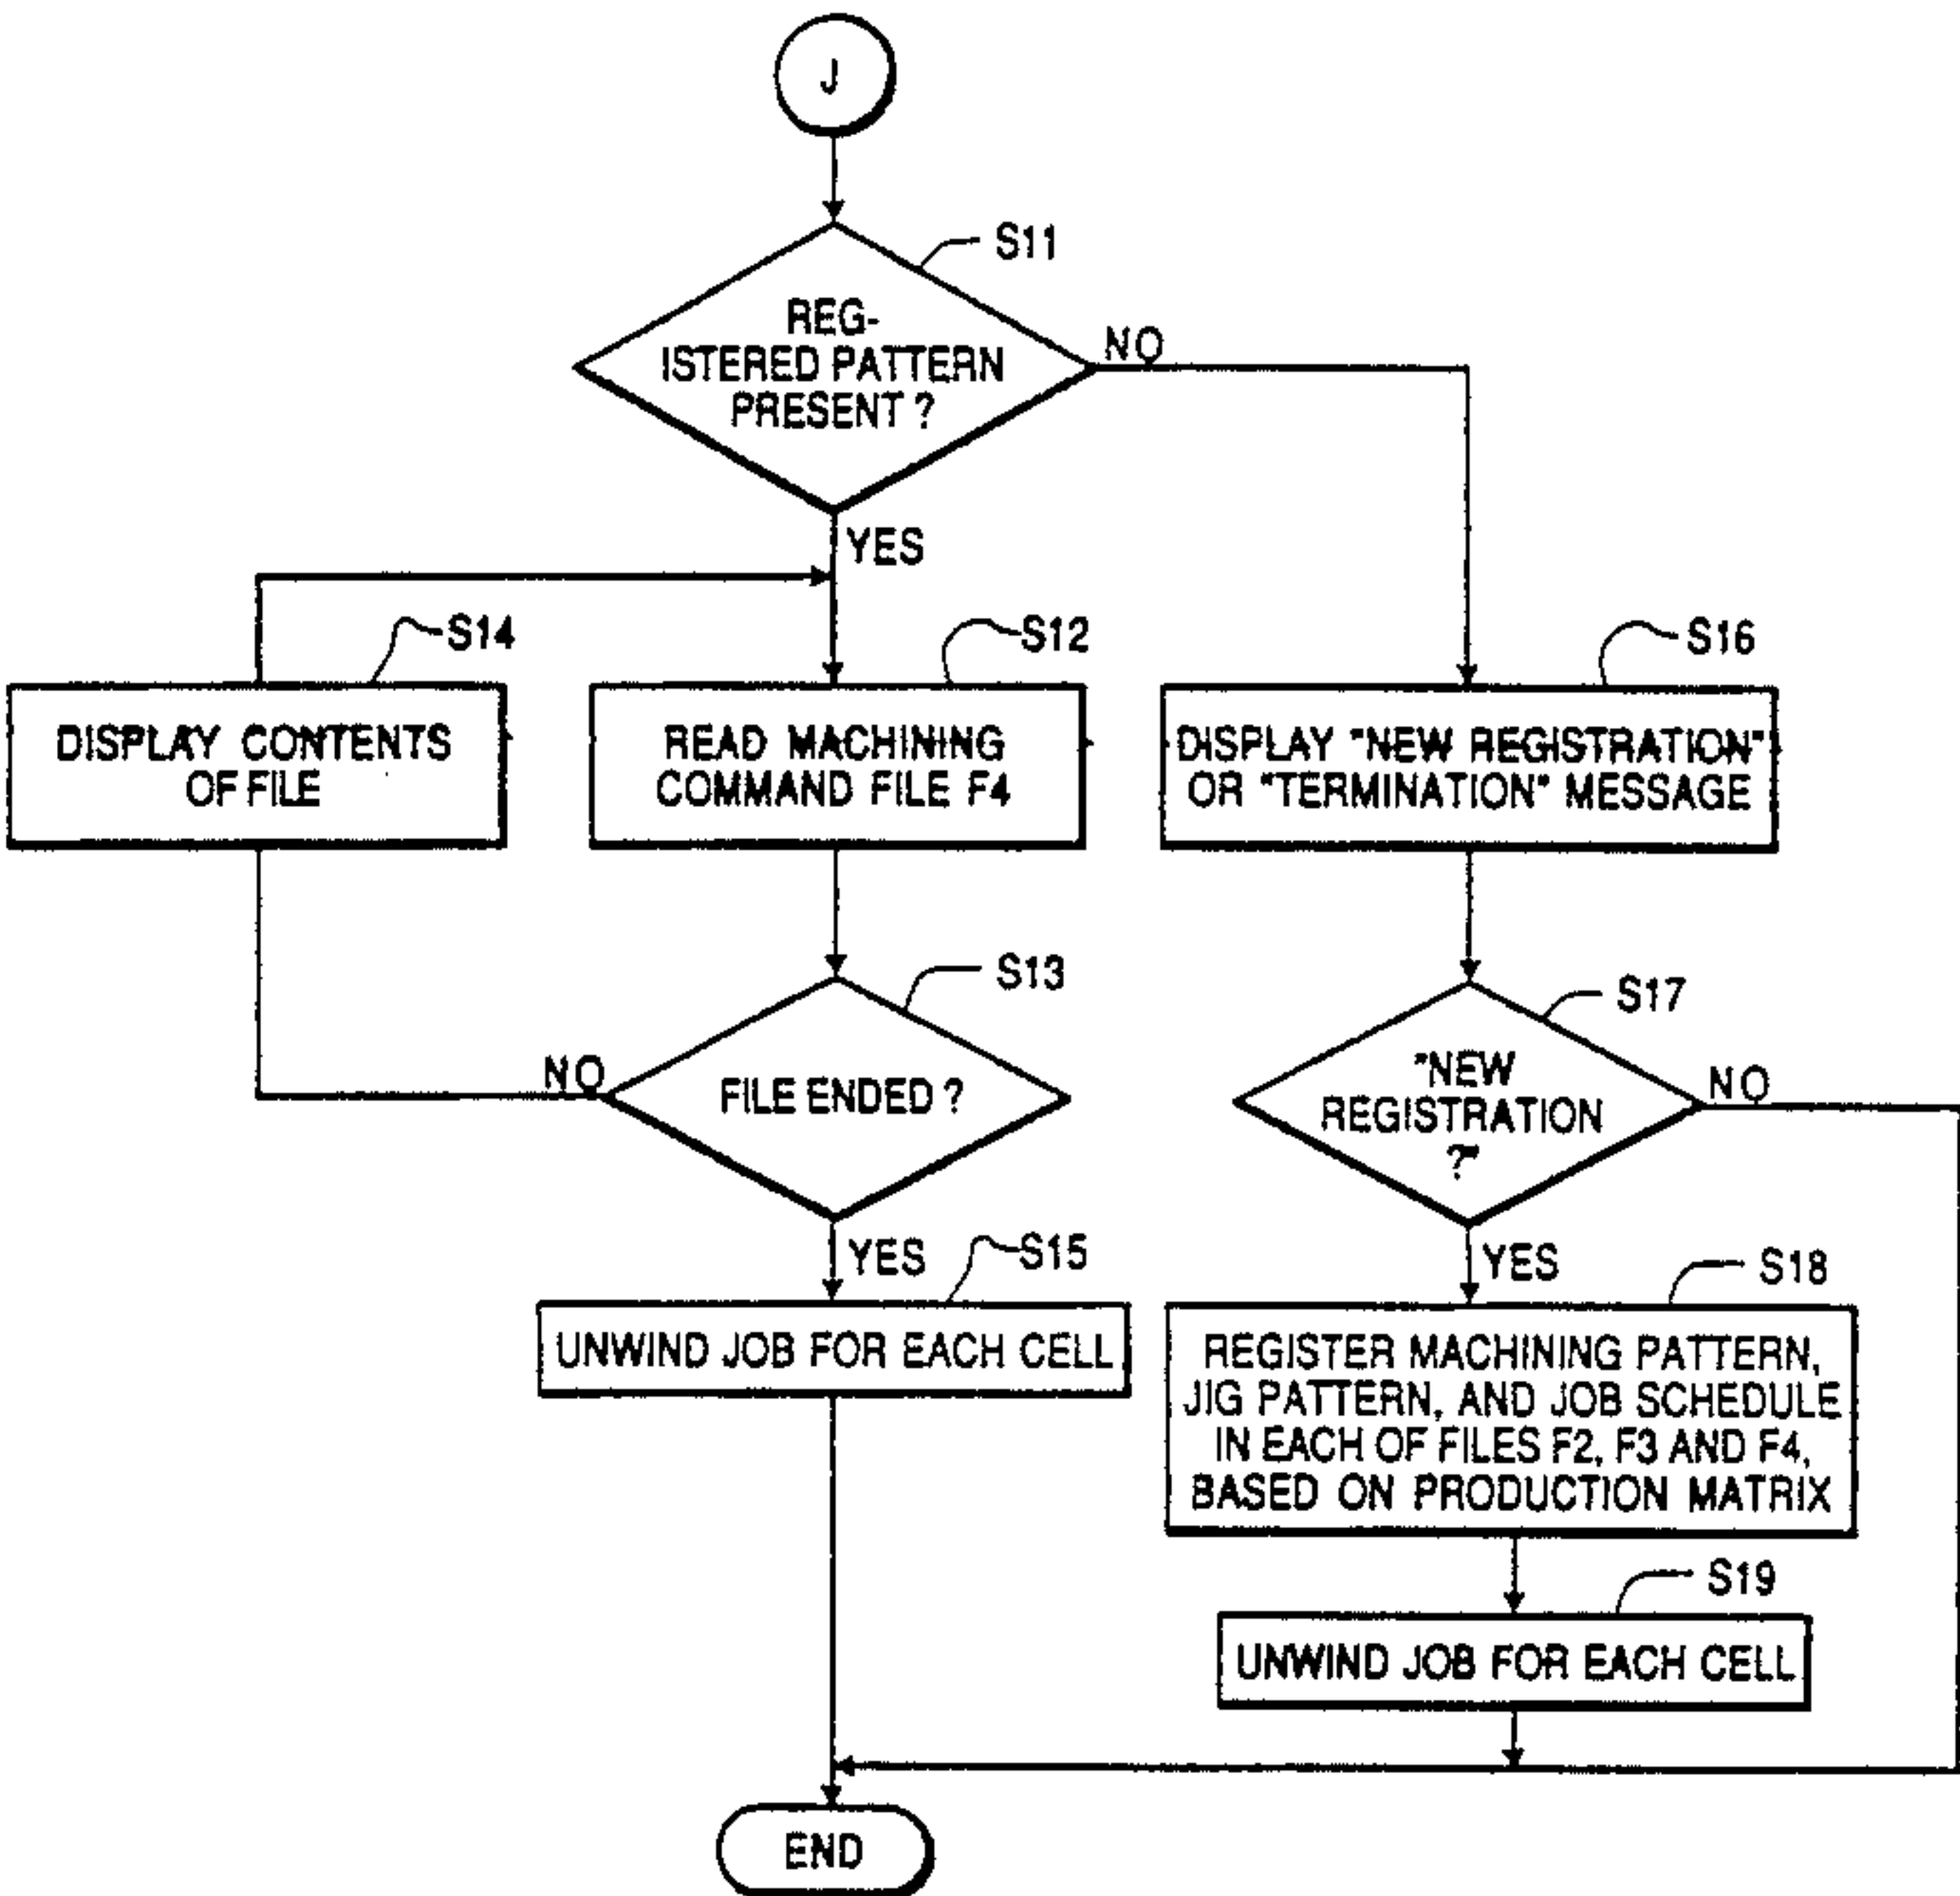 J
S11
REG-
ISTERED PATTERN
PRESENT ?
NO
YES
S14
S12
S16
DISPLAY CONTENTS
OF FILE
READ MACHINING
COMMAND FILE F4
DISPLAY "NEW REGISTRATION"
OR "TERMINATION" MESSAGE
S13
S17
NO
FILE ENDED ?
"NEW
REGISTRATION
?"
NO
YES
S15
YES
S18
UNWIND JOB FOR EACH CELL
REGISTER MACHINING PATTERN,
JIG PATTERN, AND JOB SCHEDULE
IN EACH OF FILES F2, F3 AND F4,
BASED ON PRODUCTION MATRIX
S19
UNWIND JOB FOR EACH CELL
END